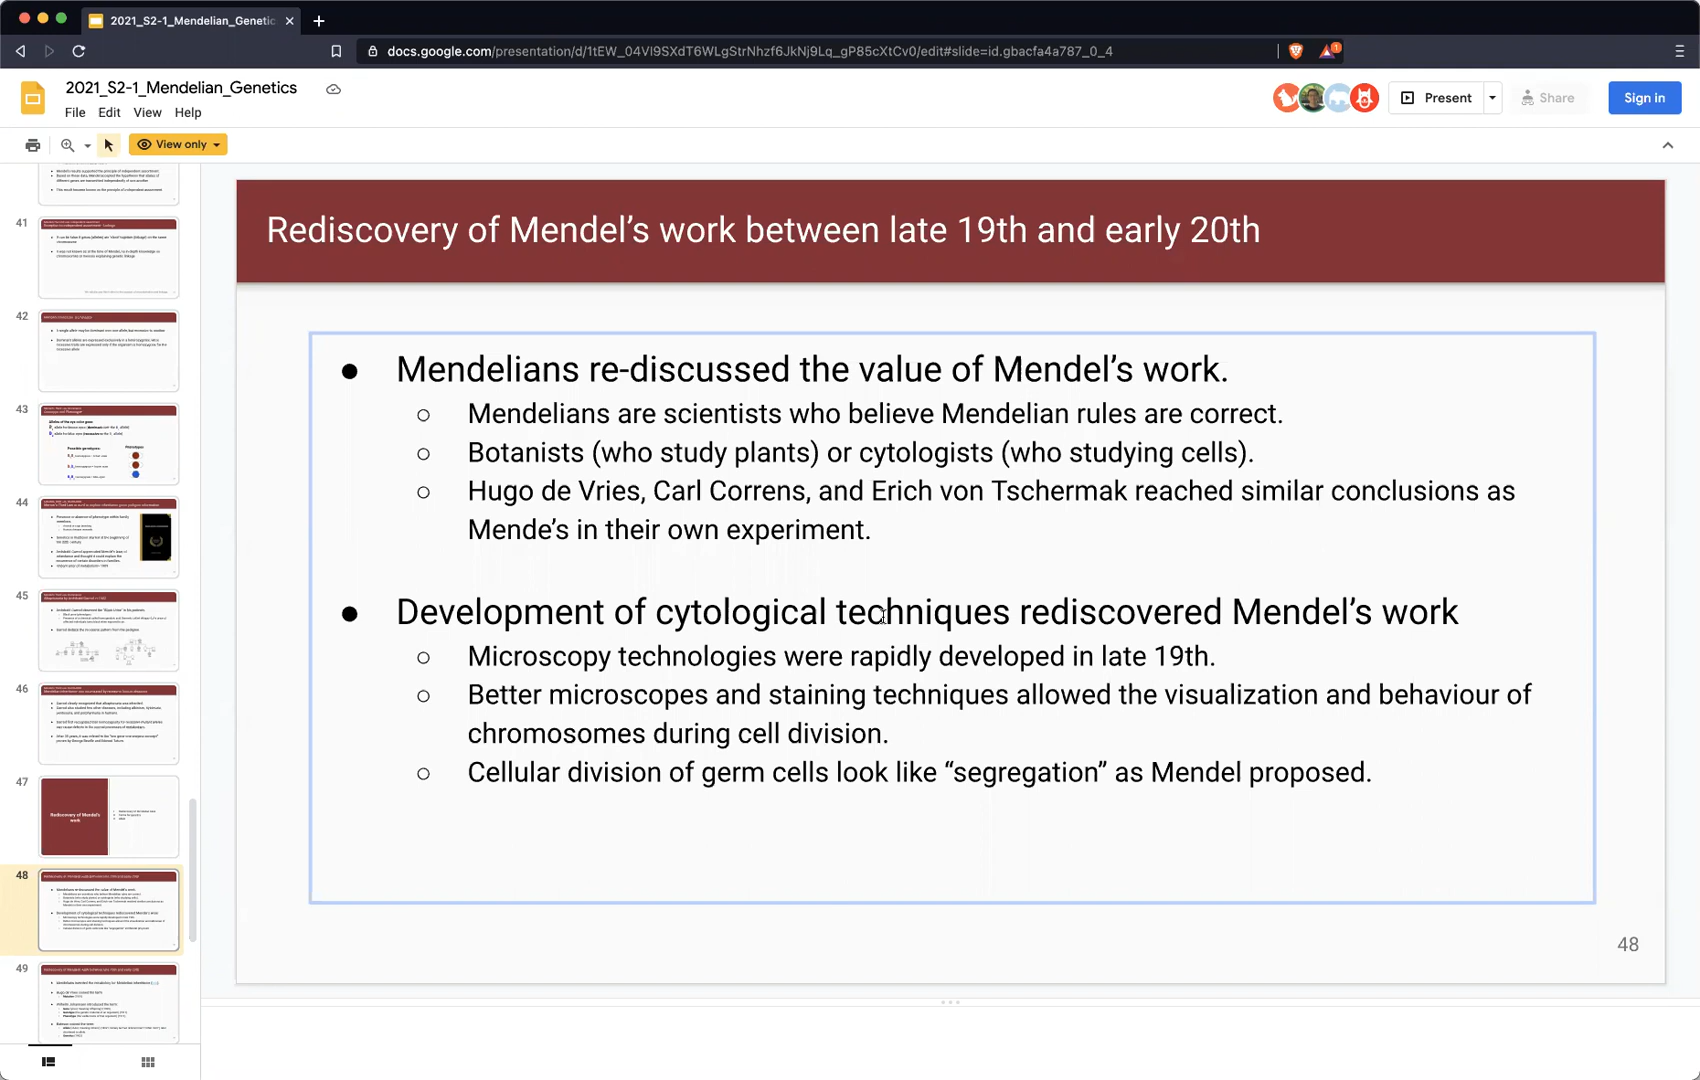 2021_S2-1_Mendelian_Genetic
docs.google.com/presentation/d/1tEW_04Vl9SXdT6WLgStrNhzf6JkNj9Lq_gP85cXtCv0/edit#slide=id.gbacfa4a787_0_4
1
2021_S2-1_Mendelian_Genetics
File Edit View Help
Present
Share
Sign in
View only
41
42
43
44
45
46
47
Rediscovery of Mendel's
work
48
49
Rediscovery of Mendel’s work between late 19th and early 20th
● Mendelians re-discussed the value of Mendel’s work.
○ Mendelians are scientists who believe Mendelian rules are correct.
○ Botanists (who study plants) or cytologists (who studying cells).
○ Hugo de Vries, Carl Correns, and Erich von Tschermak reached similar conclusions as
Mende’s in their own experiment.
● Development of cytological techniques rediscovered Mendel’s work
○ Microscopy technologies were rapidly developed in late 19th.
○ Better microscopes and staining techniques allowed the visualization and behaviour of
chromosomes during cell division.
○ Cellular division of germ cells look like “segregation” as Mendel proposed.
48